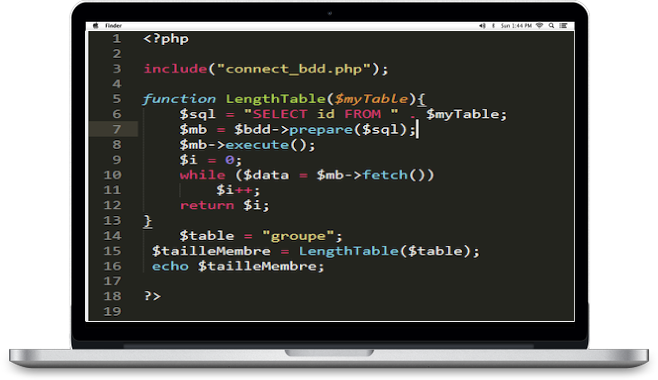 Finder
Sun 1:44 PM
1 <?php
2
3 include("connect_bdd.php");
4
5 function LengthTable($myTable){
6     $sql = "SELECT id FROM " . $myTable;
7     $mb = $bdd->prepare($sql);
8     $mb->execute();
9     $i = 0;
10     while ($data = $mb->fetch())
11         $i++;
12     return $i;
13 }
14     $table = "groupe";
15  $tailleMembre = LengthTable($table);
16  echo $tailleMembre;
17
18 ?>
19